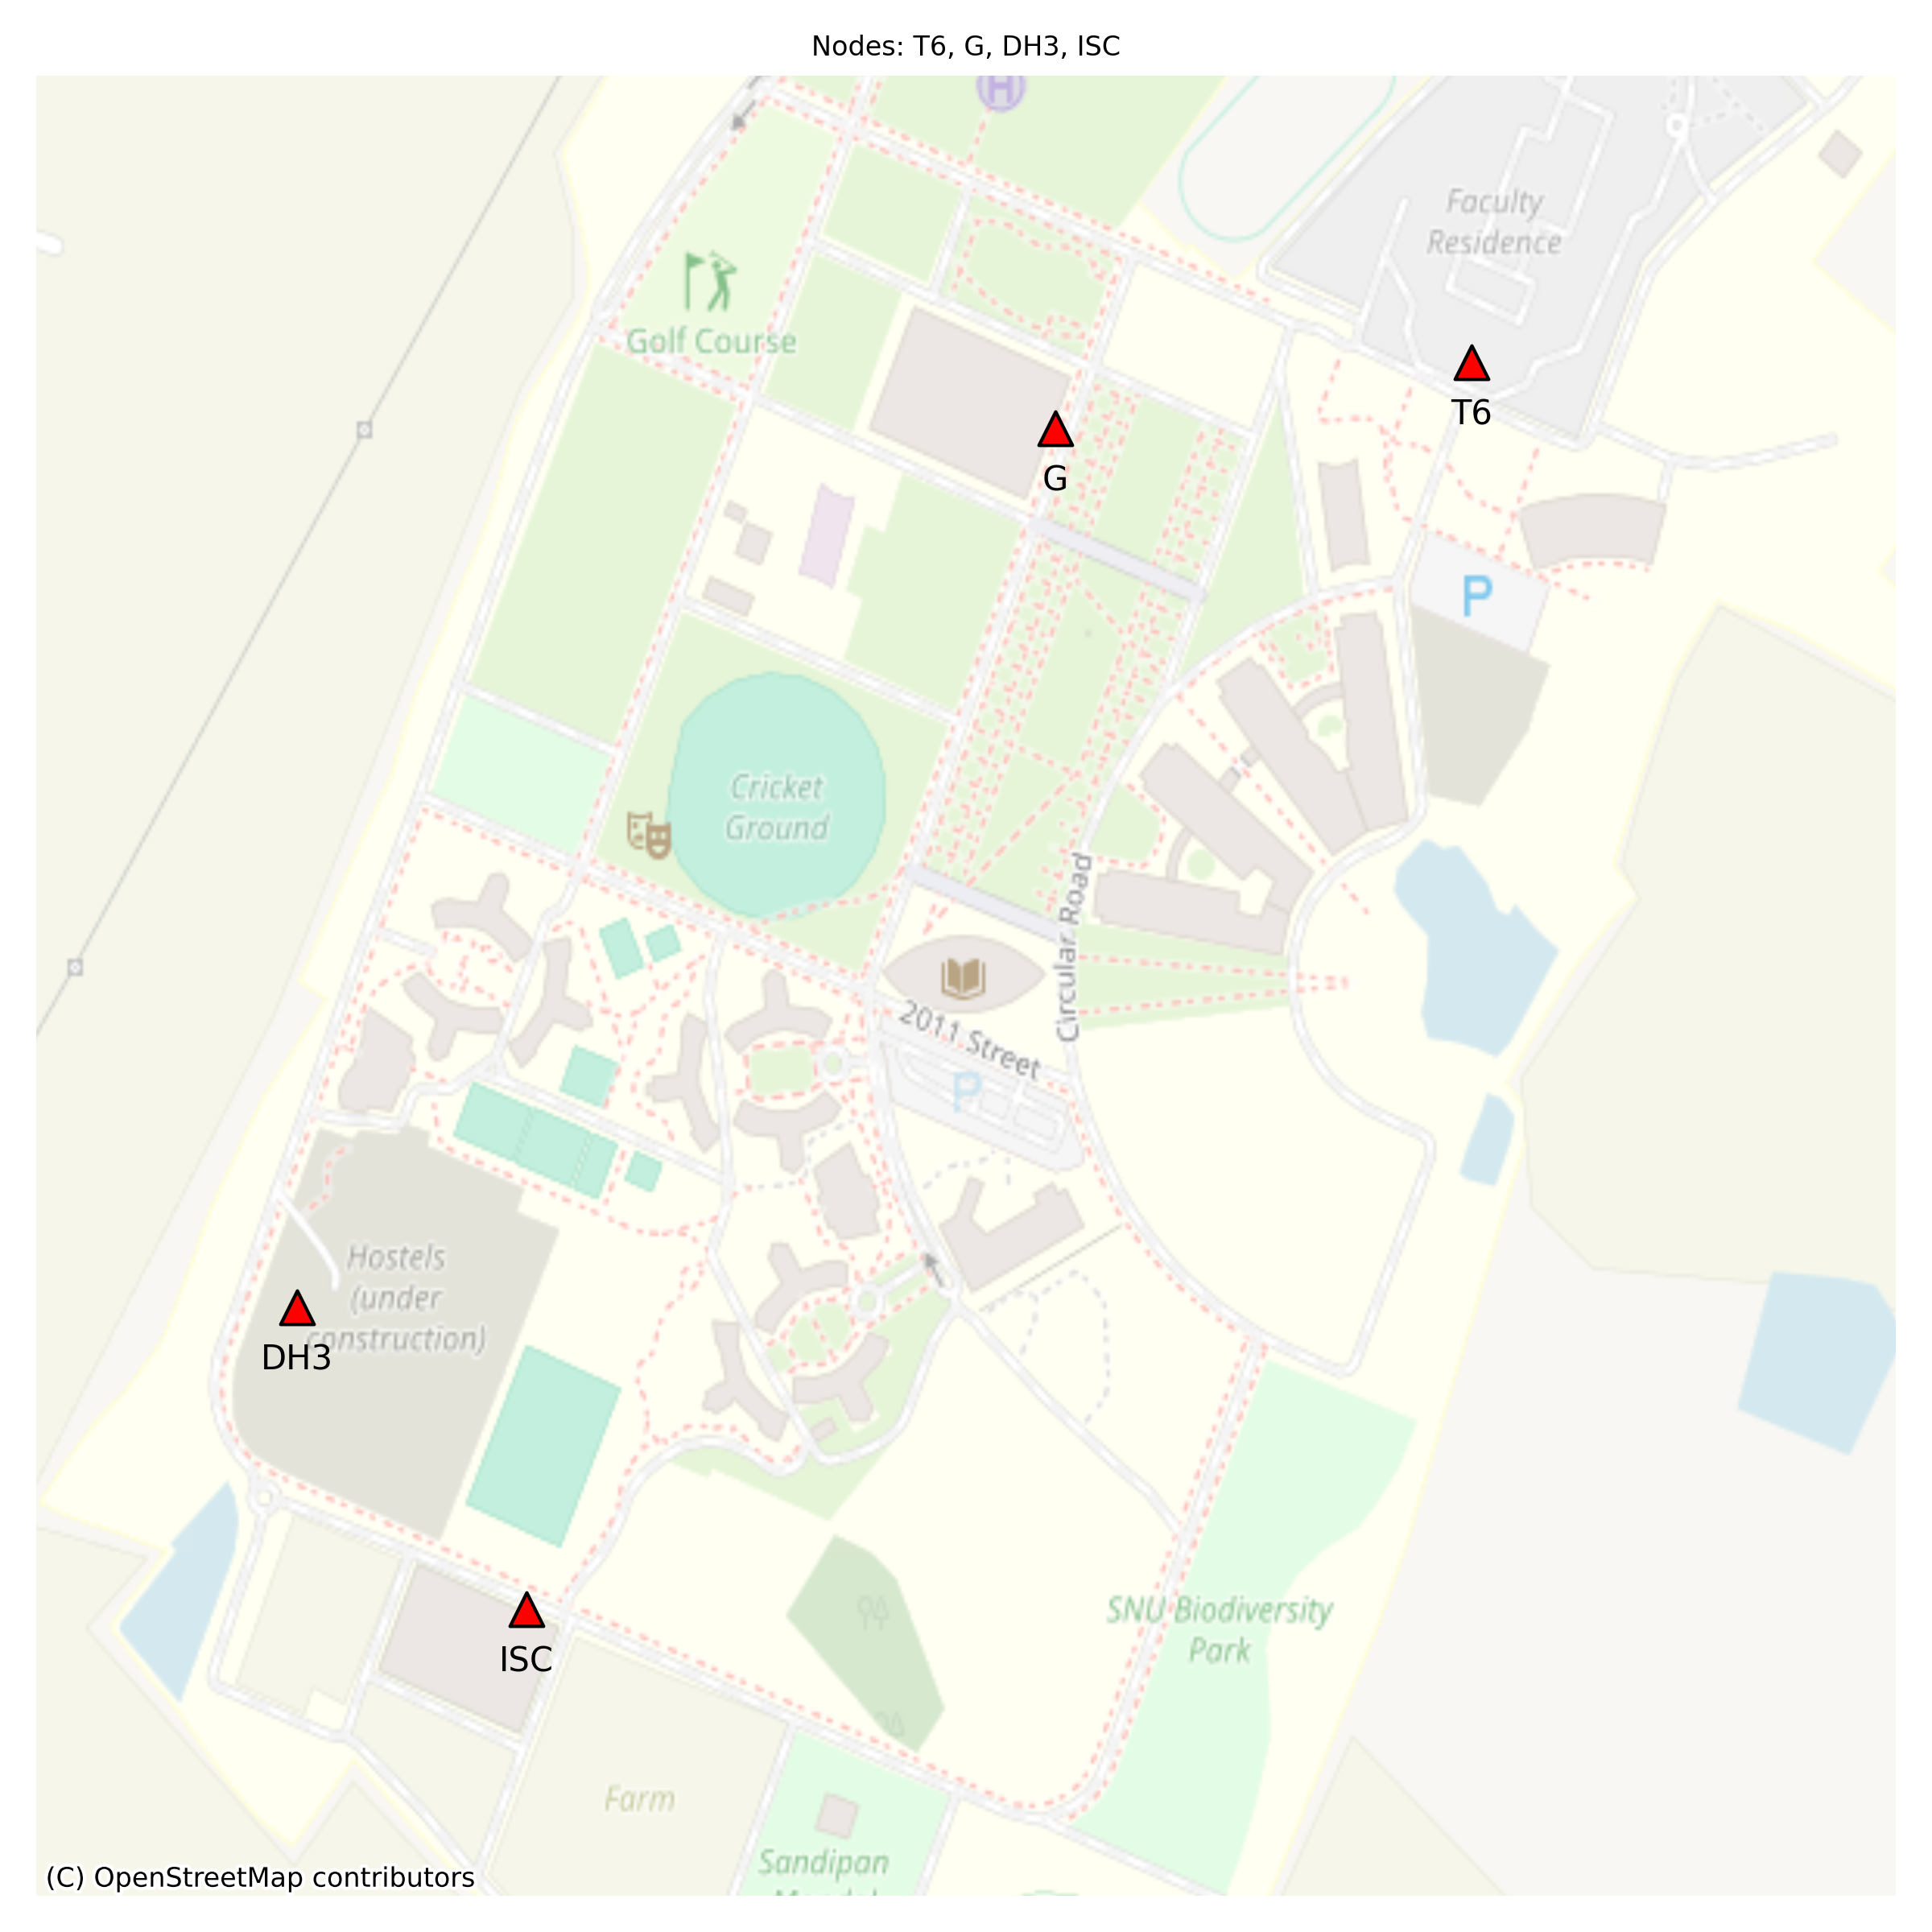 Nodes: T6, G, DH3, ISC
H
Faculty
Residence
Golf Course
T6
G
P
Cricket
Ground
Circular Road
2011 Street
P
Hostels
(under
construction)
DH3
SNU Biodiversity
Park
ISC
Farm
Sandipan
(C) OpenStreetMap contributors